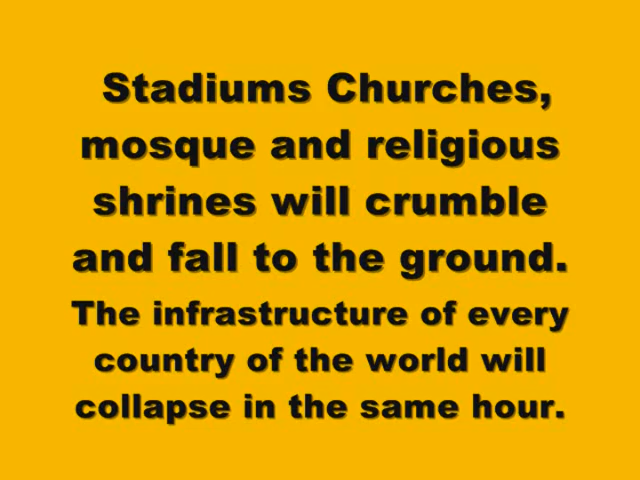 Stadiums Churches,
mosque and religious
shrines will crumble
and fall to the ground.
The infrastructure of every
country of the world will
collapse in the same hour.